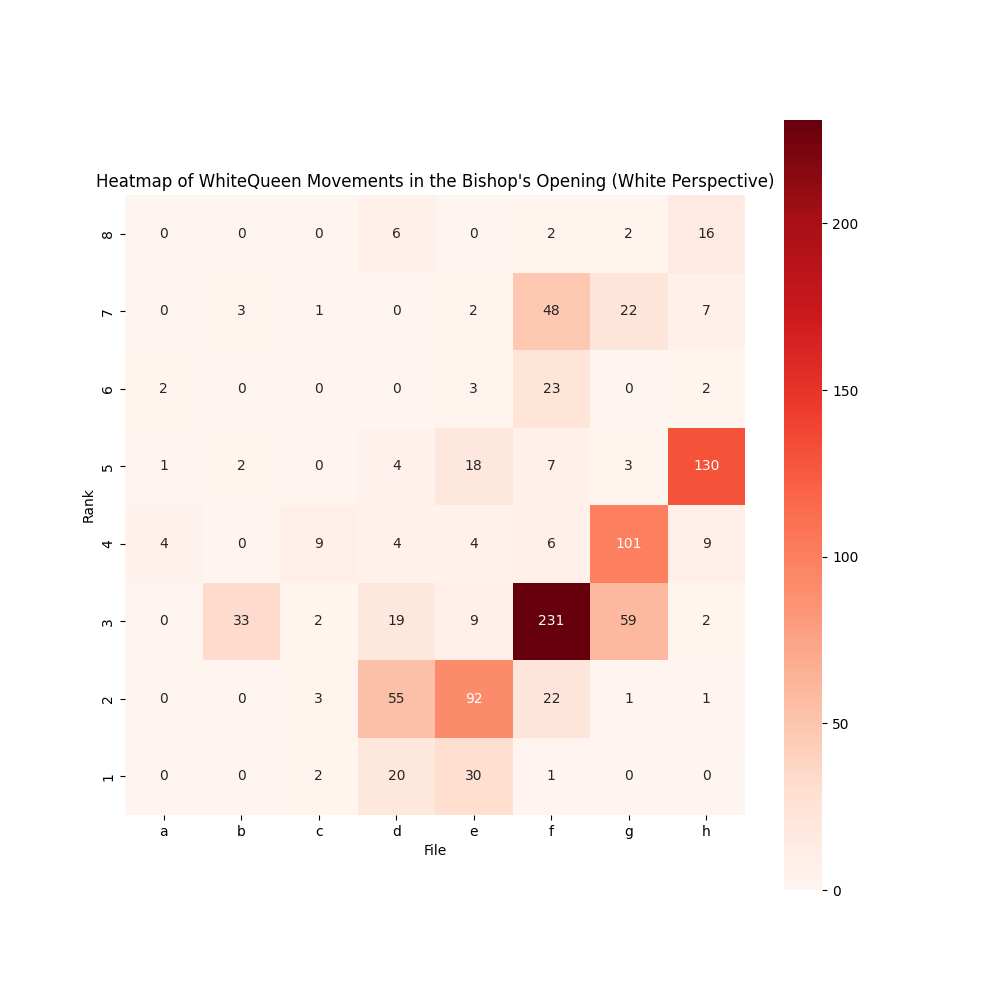 Heatmap of WhiteQueen Movements in the Bishop's Opening (White Perspective)
8 0 0 0 6 0 2 2 16
7 0 3 1 0 2 48 22 7
6 2 0 0 0 3 23 0 2
5 1 2 0 4 18 7 3 130
4 4 0 9 4 4 6 101 9
3 0 33 2 19 9 231 59 2
2 0 0 3 55 92 22 1 1
1 0 0 2 20 30 1 0 0
a b c d e f g h
File
Rank
200
150
100
50
0